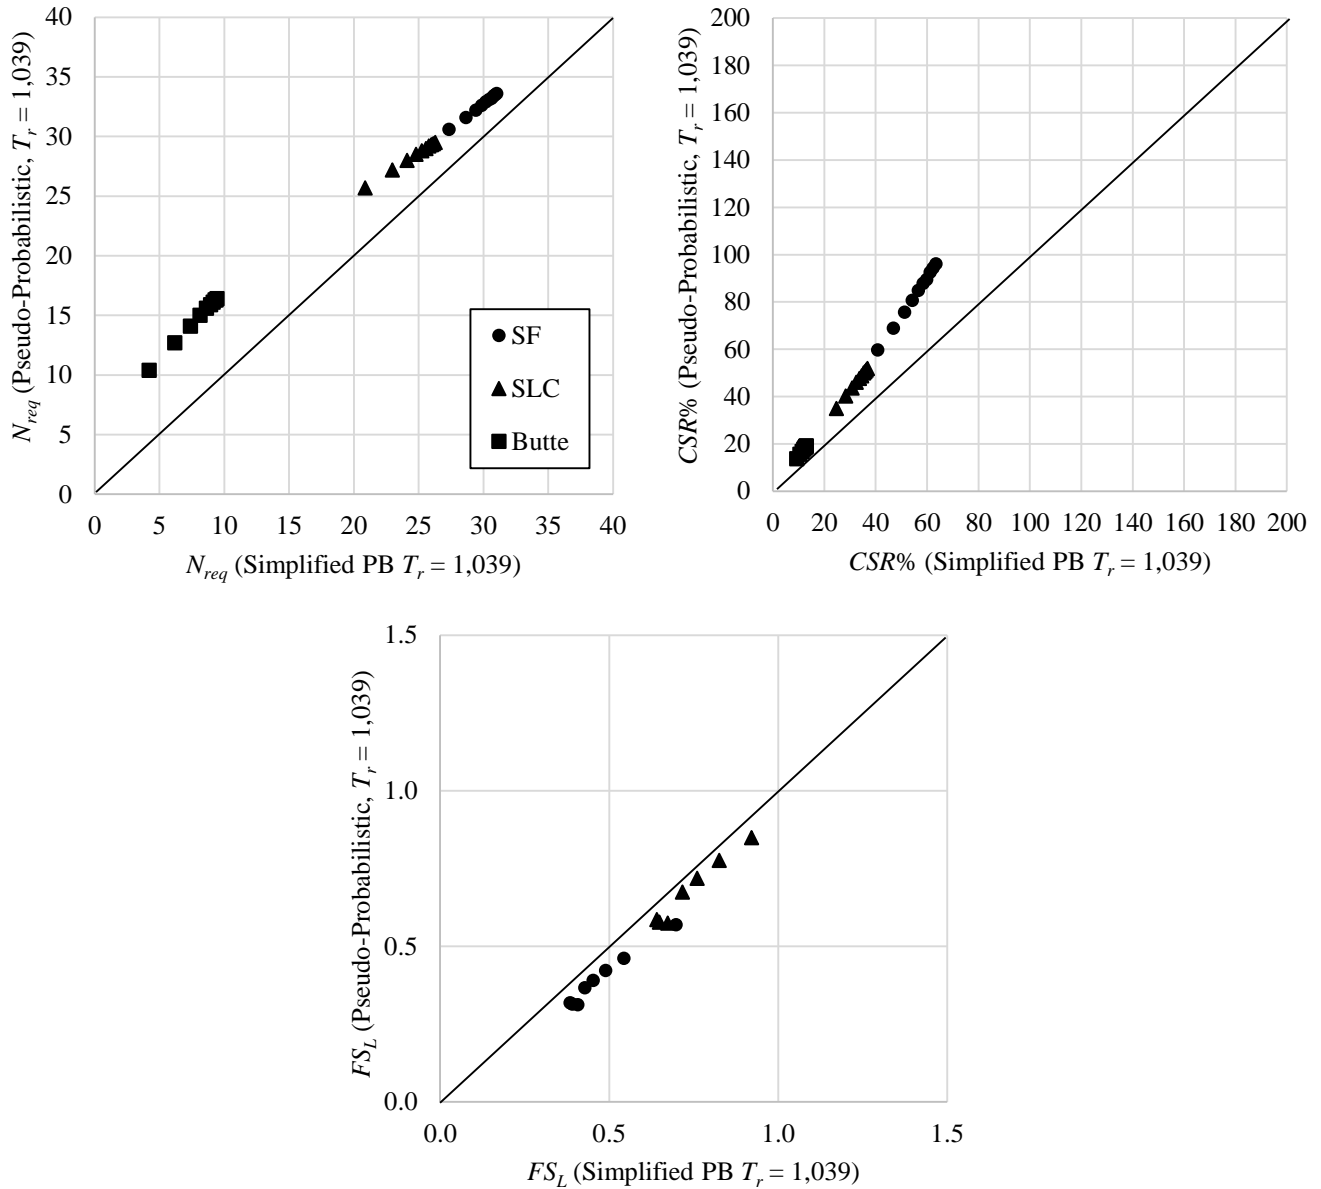 N_req (Pseudo-Probabilistic, T_r = 1,039)
40
35
30
25
20
15
10
5
0
0 5 10 15 20 25 30 35 40
N_req (Simplified PB T_r = 1,039)
SF
SLC
Butte
CSR% (Pseudo-Probabilistic, T_r = 1,039)
200
180
160
140
120
100
80
60
40
20
0
0 20 40 60 80 100 120 140 160 180 200
CSR% (Simplified PB T_r = 1,039)
FS_L (Pseudo-Probabilistic, T_r = 1,039)
1.5
1.0
0.5
0.0
0.0 0.5 1.0 1.5
FS_L (Simplified PB T_r = 1,039)